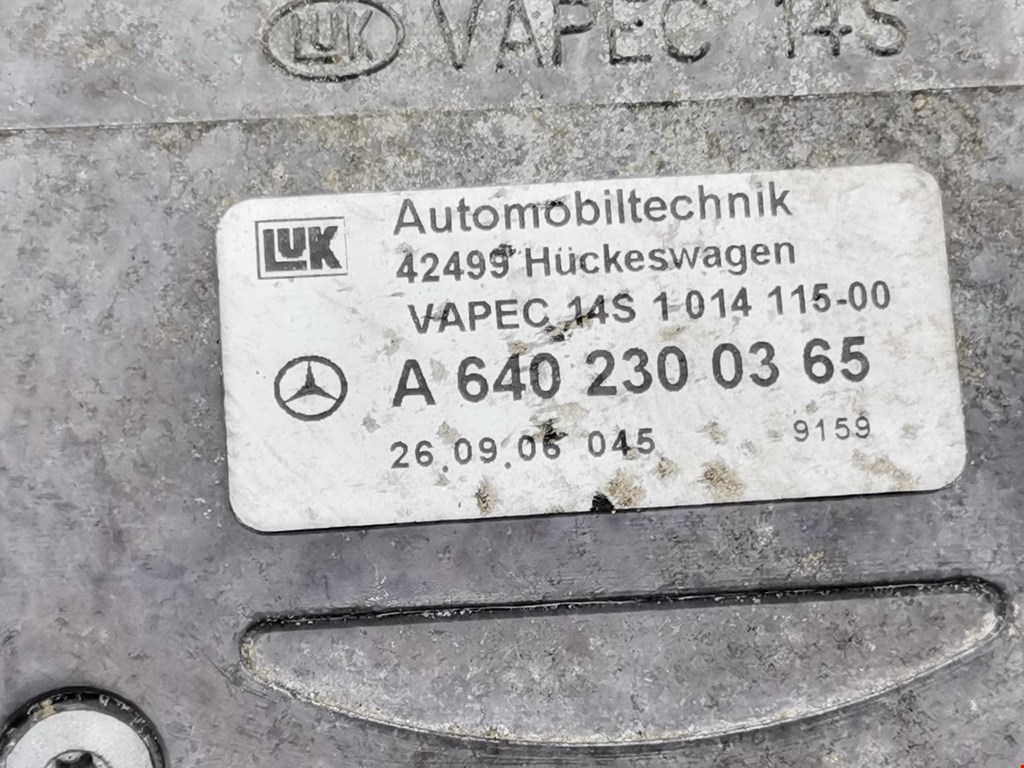 LUK VAPEC 14S
LUK Automobiltechnik
42499 Hückeswagen
VAPEC 14S 1 014 115-00
A 640 230 03 65
26.09.06 045 9159